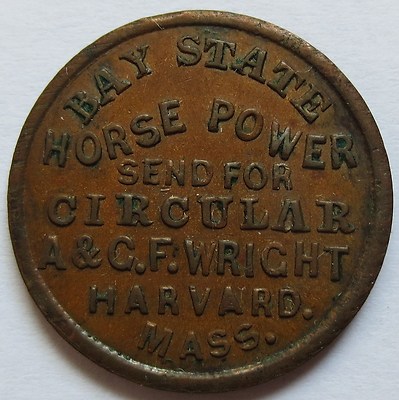 BAY STATE
HORSE POWER
SEND FOR
CIRCULAR
A & G. F. WRIGHT
HARVARD.
MASS.